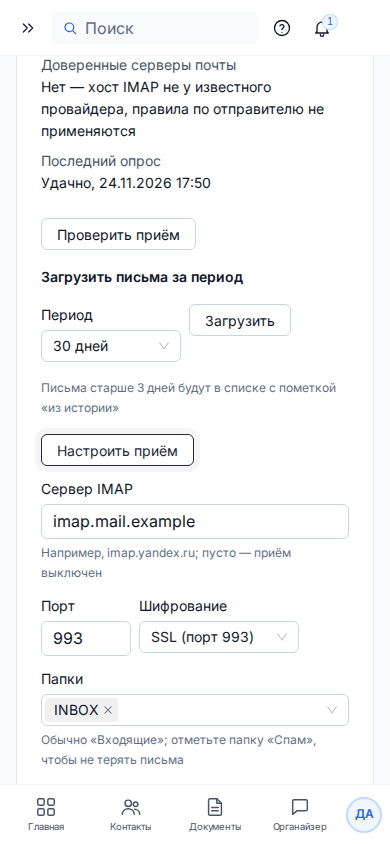 Поиск
1
Доверенные серверы почты
Нет — хост IMAP не у известного
провайдера, правила по отправителю не
применяются
Последний опрос
Удачно, 24.11.2026 17:50
Проверить приём
Загрузить письма за период
Период
30 дней
Загрузить
Письма старше 3 дней будут в списке с пометкой
«из истории»
Настроить приём
Сервер IMAP
imap.mail.example
Например, imap.yandex.ru; пусто — приём
выключен
Порт
Шифрование
993
SSL (порт 993)
Папки
INBOX
Обычно «Входящие»; отметьте папку «Спам»,
чтобы не терять письма
Главная
Контакты
Документы
Органайзер
ДА